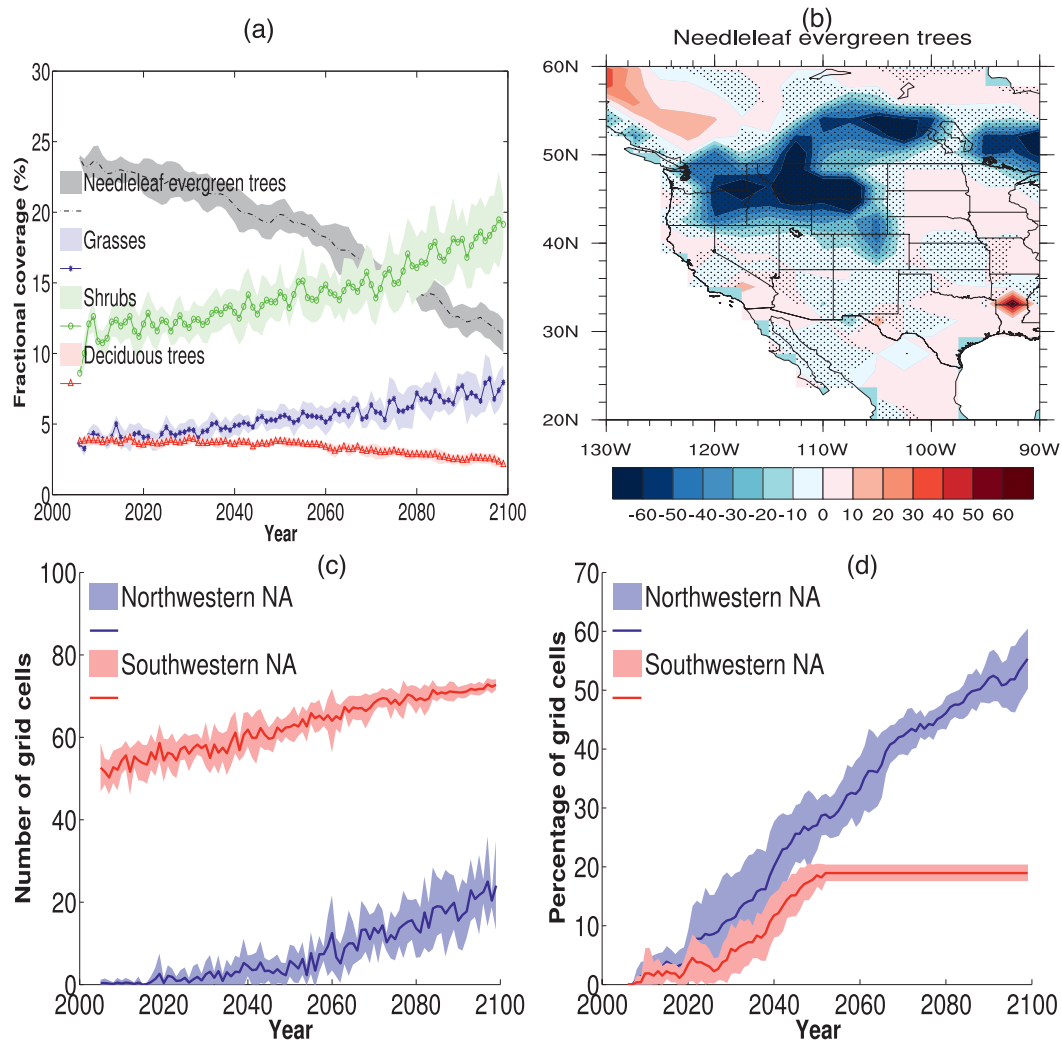 (a)
Fractional coverage (%)
30
25
20
15
10
5
0
Needleleaf evergreen trees
Grasses
Shrubs
Deciduous trees
2000 2020 2040 2060 2080 2100
Year
(b)
Needleleaf evergreen trees
60N
50N
40N
30N
20N
130W 120W 110W 100W 90W
-60 -50 -40 -30 -20 -10 0 10 20 30 40 50 60
(c)
Number of grid cells
100
80
60
40
20
0
Northwestern NA
Southwestern NA
2000 2020 2040 2060 2080 2100
Year
(d)
Percentage of grid cells
70
60
50
40
30
20
10
0
Northwestern NA
Southwestern NA
2000 2020 2040 2060 2080 2100
Year